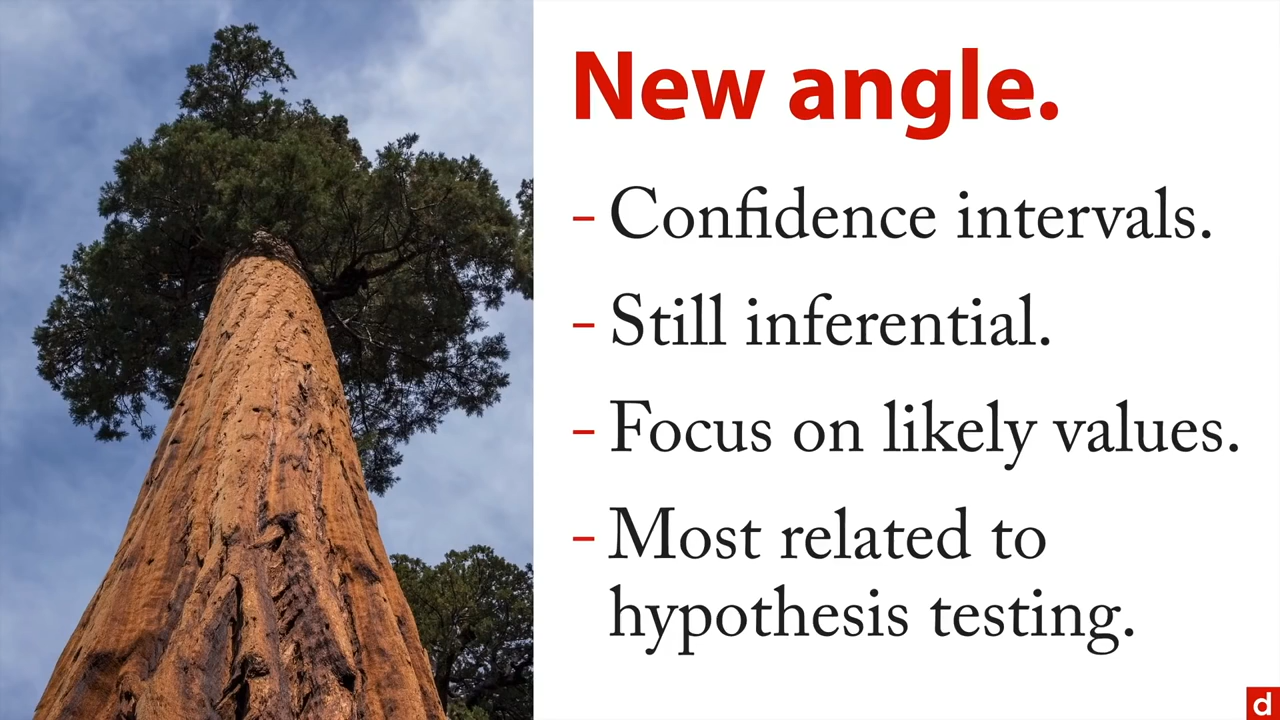 New angle.
– Confidence intervals.
– Still inferential.
– Focus on likely values.
– Most related to
hypothesis testing.
d